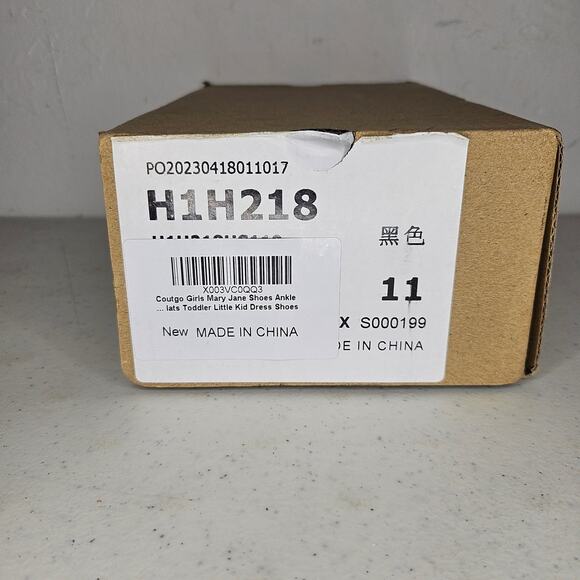 PO20230418011017
H1H218
黑色
X003VC0QQ3
Coutgo Girls Mary Jane Shoes Ankle
... lats Toddler Little Kid Dress Shoes
New MADE IN CHINA
11
X S000199
DE IN CHINA